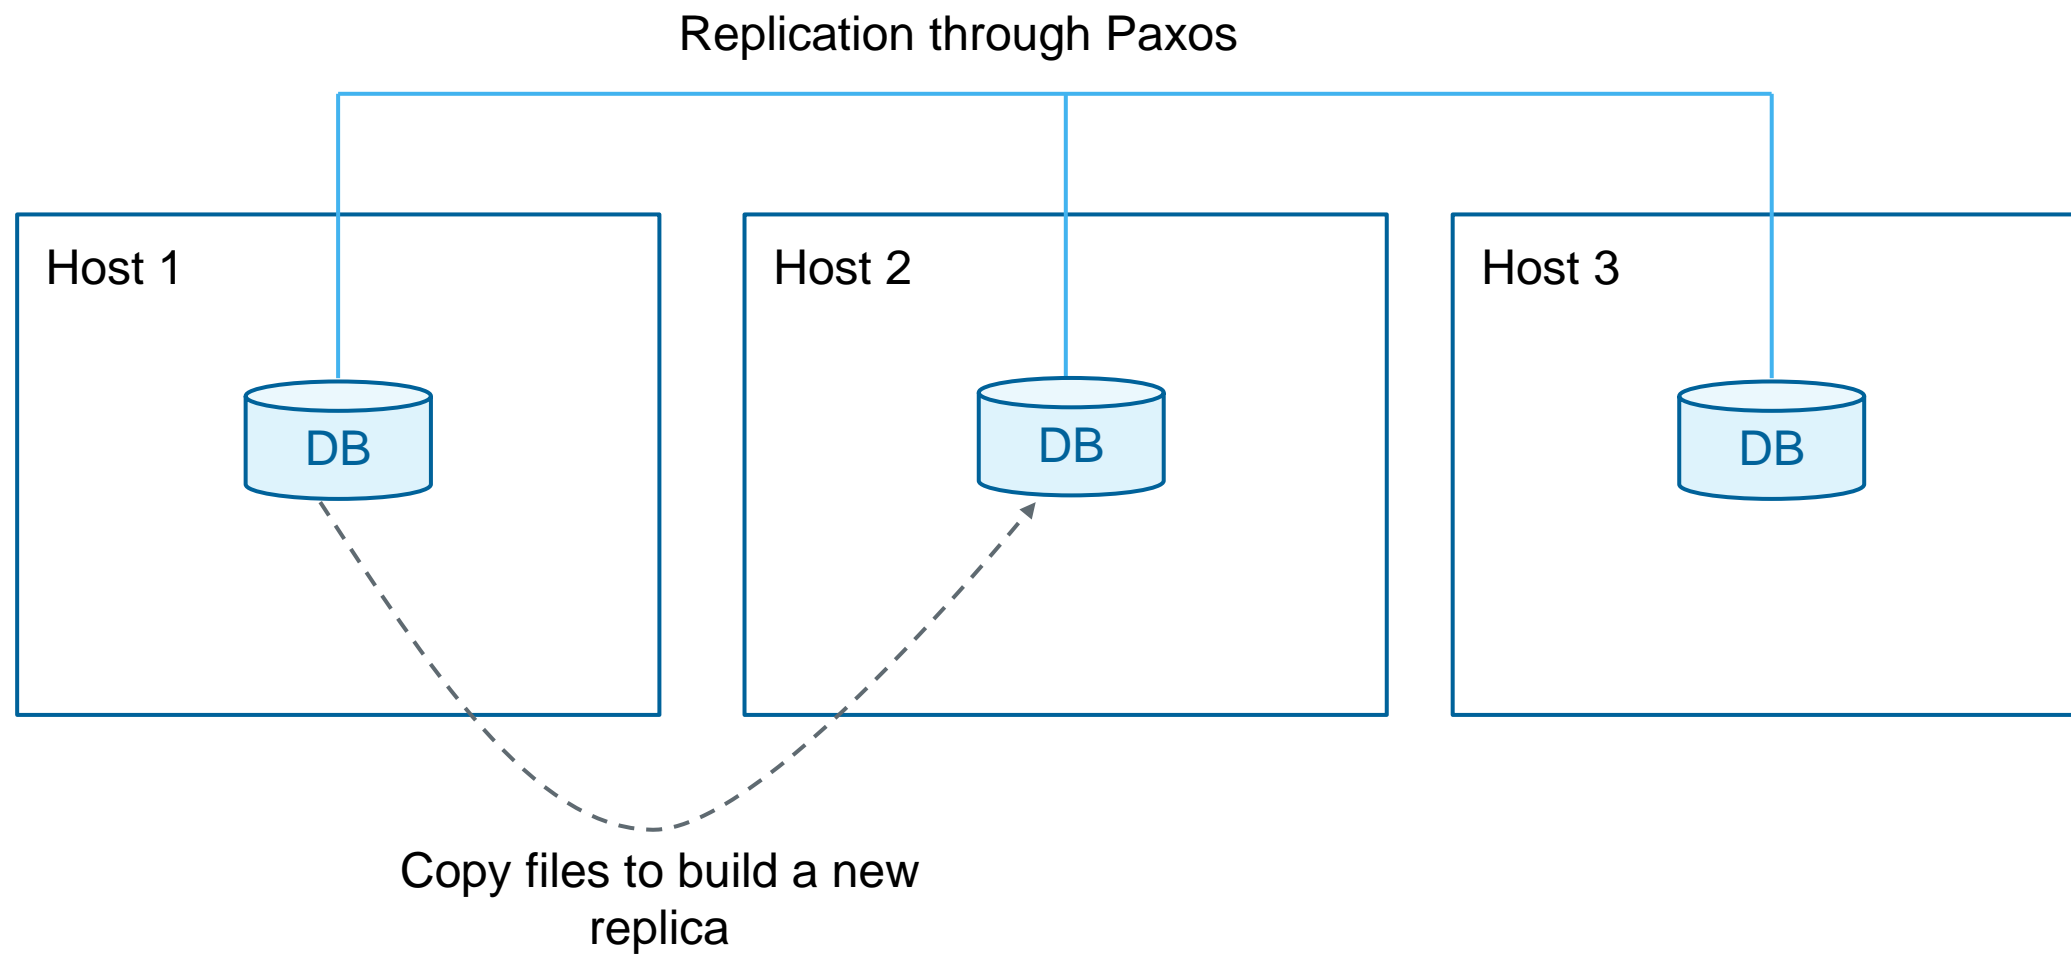 Replication through Paxos
Host 1
Host 2
Host 3
DB
DB
DB
Copy files to build a new
replica